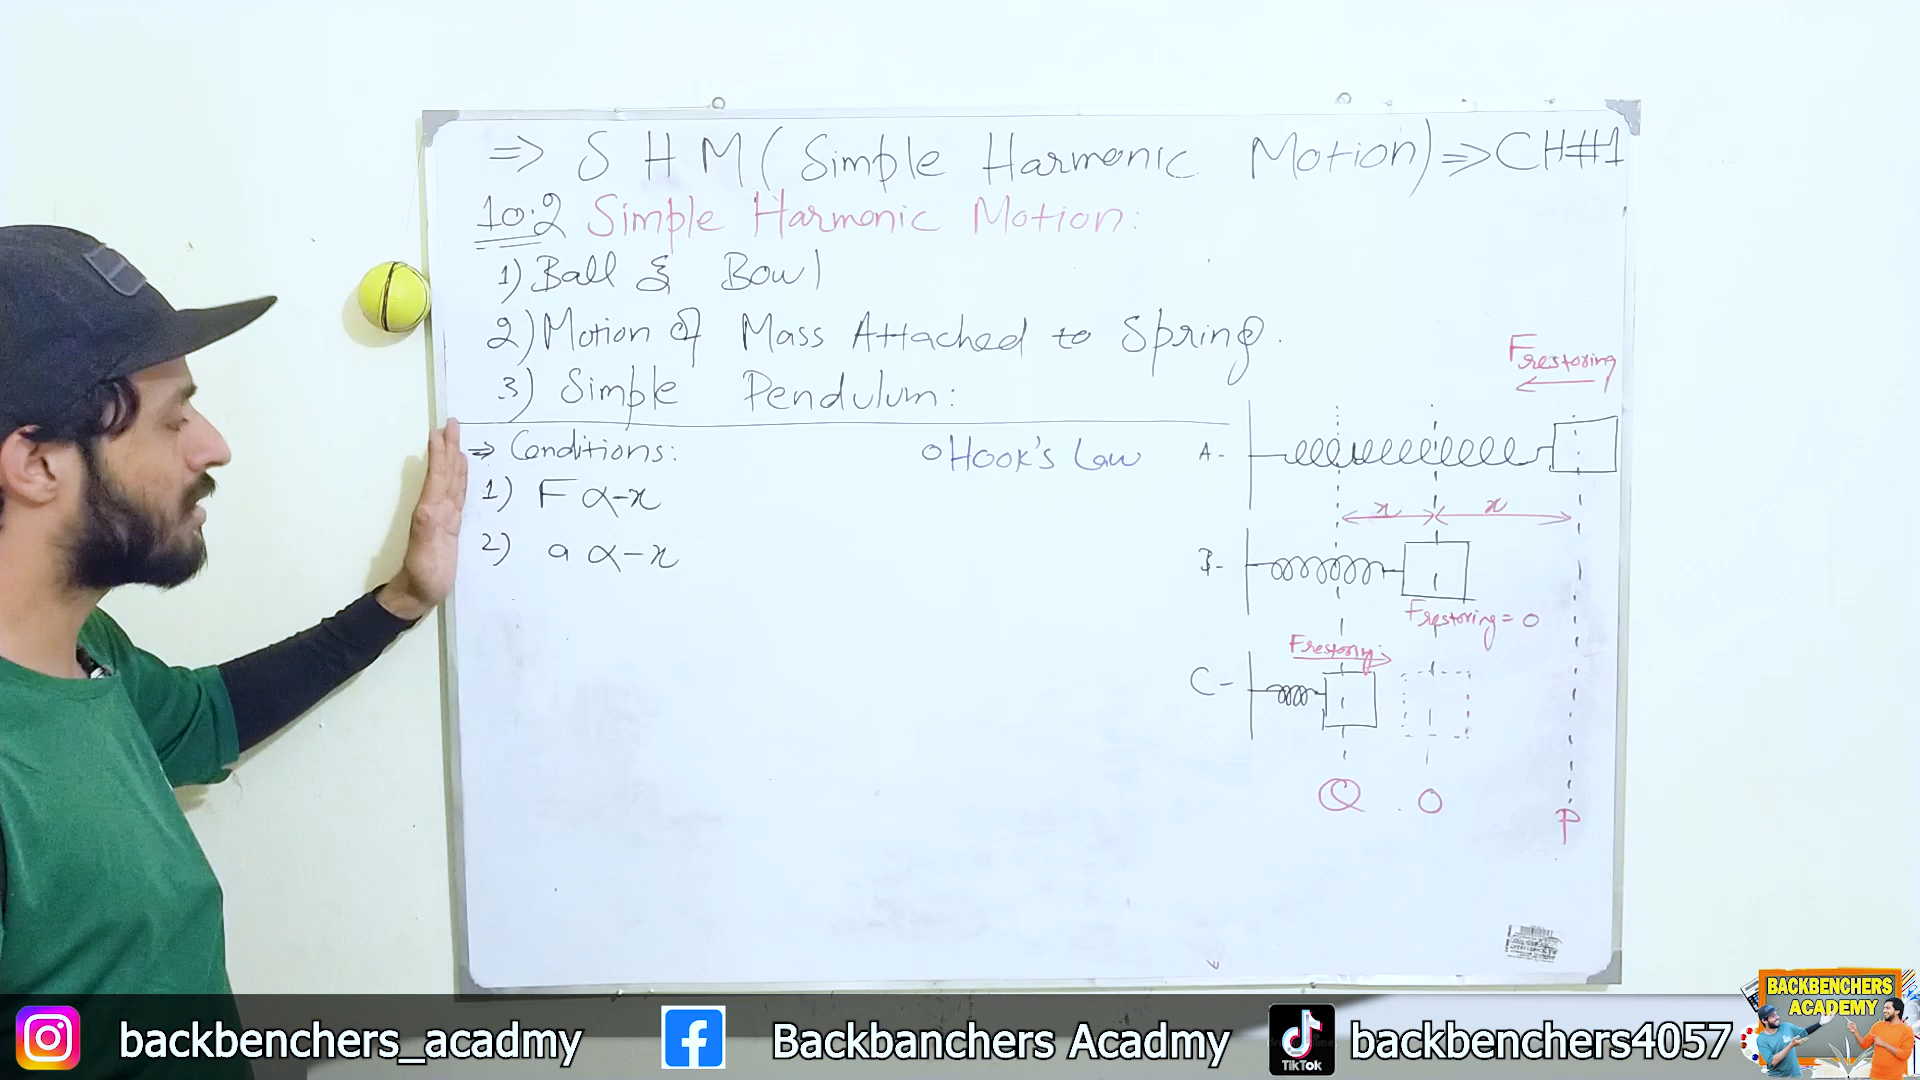 ⇒ SHM (Simple Harmonic Motion) ⇒ CH#1
10.2 Simple Harmonic Motion:
1) Ball & Bowl
2) Motion of Mass Attached to Spring.
3) Simple Pendulum:
⇒ Conditions:
1) F α -x
2) a α -x
Hook's Law
Frestoring
A-
x x
B-
Frestoring = 0
Frestoring
C-
Q O P
backbenchers_acadmy
Backbanchers Acadmy
TikTok
backbenchers4057
BACKBENCHERS
ACADEMY